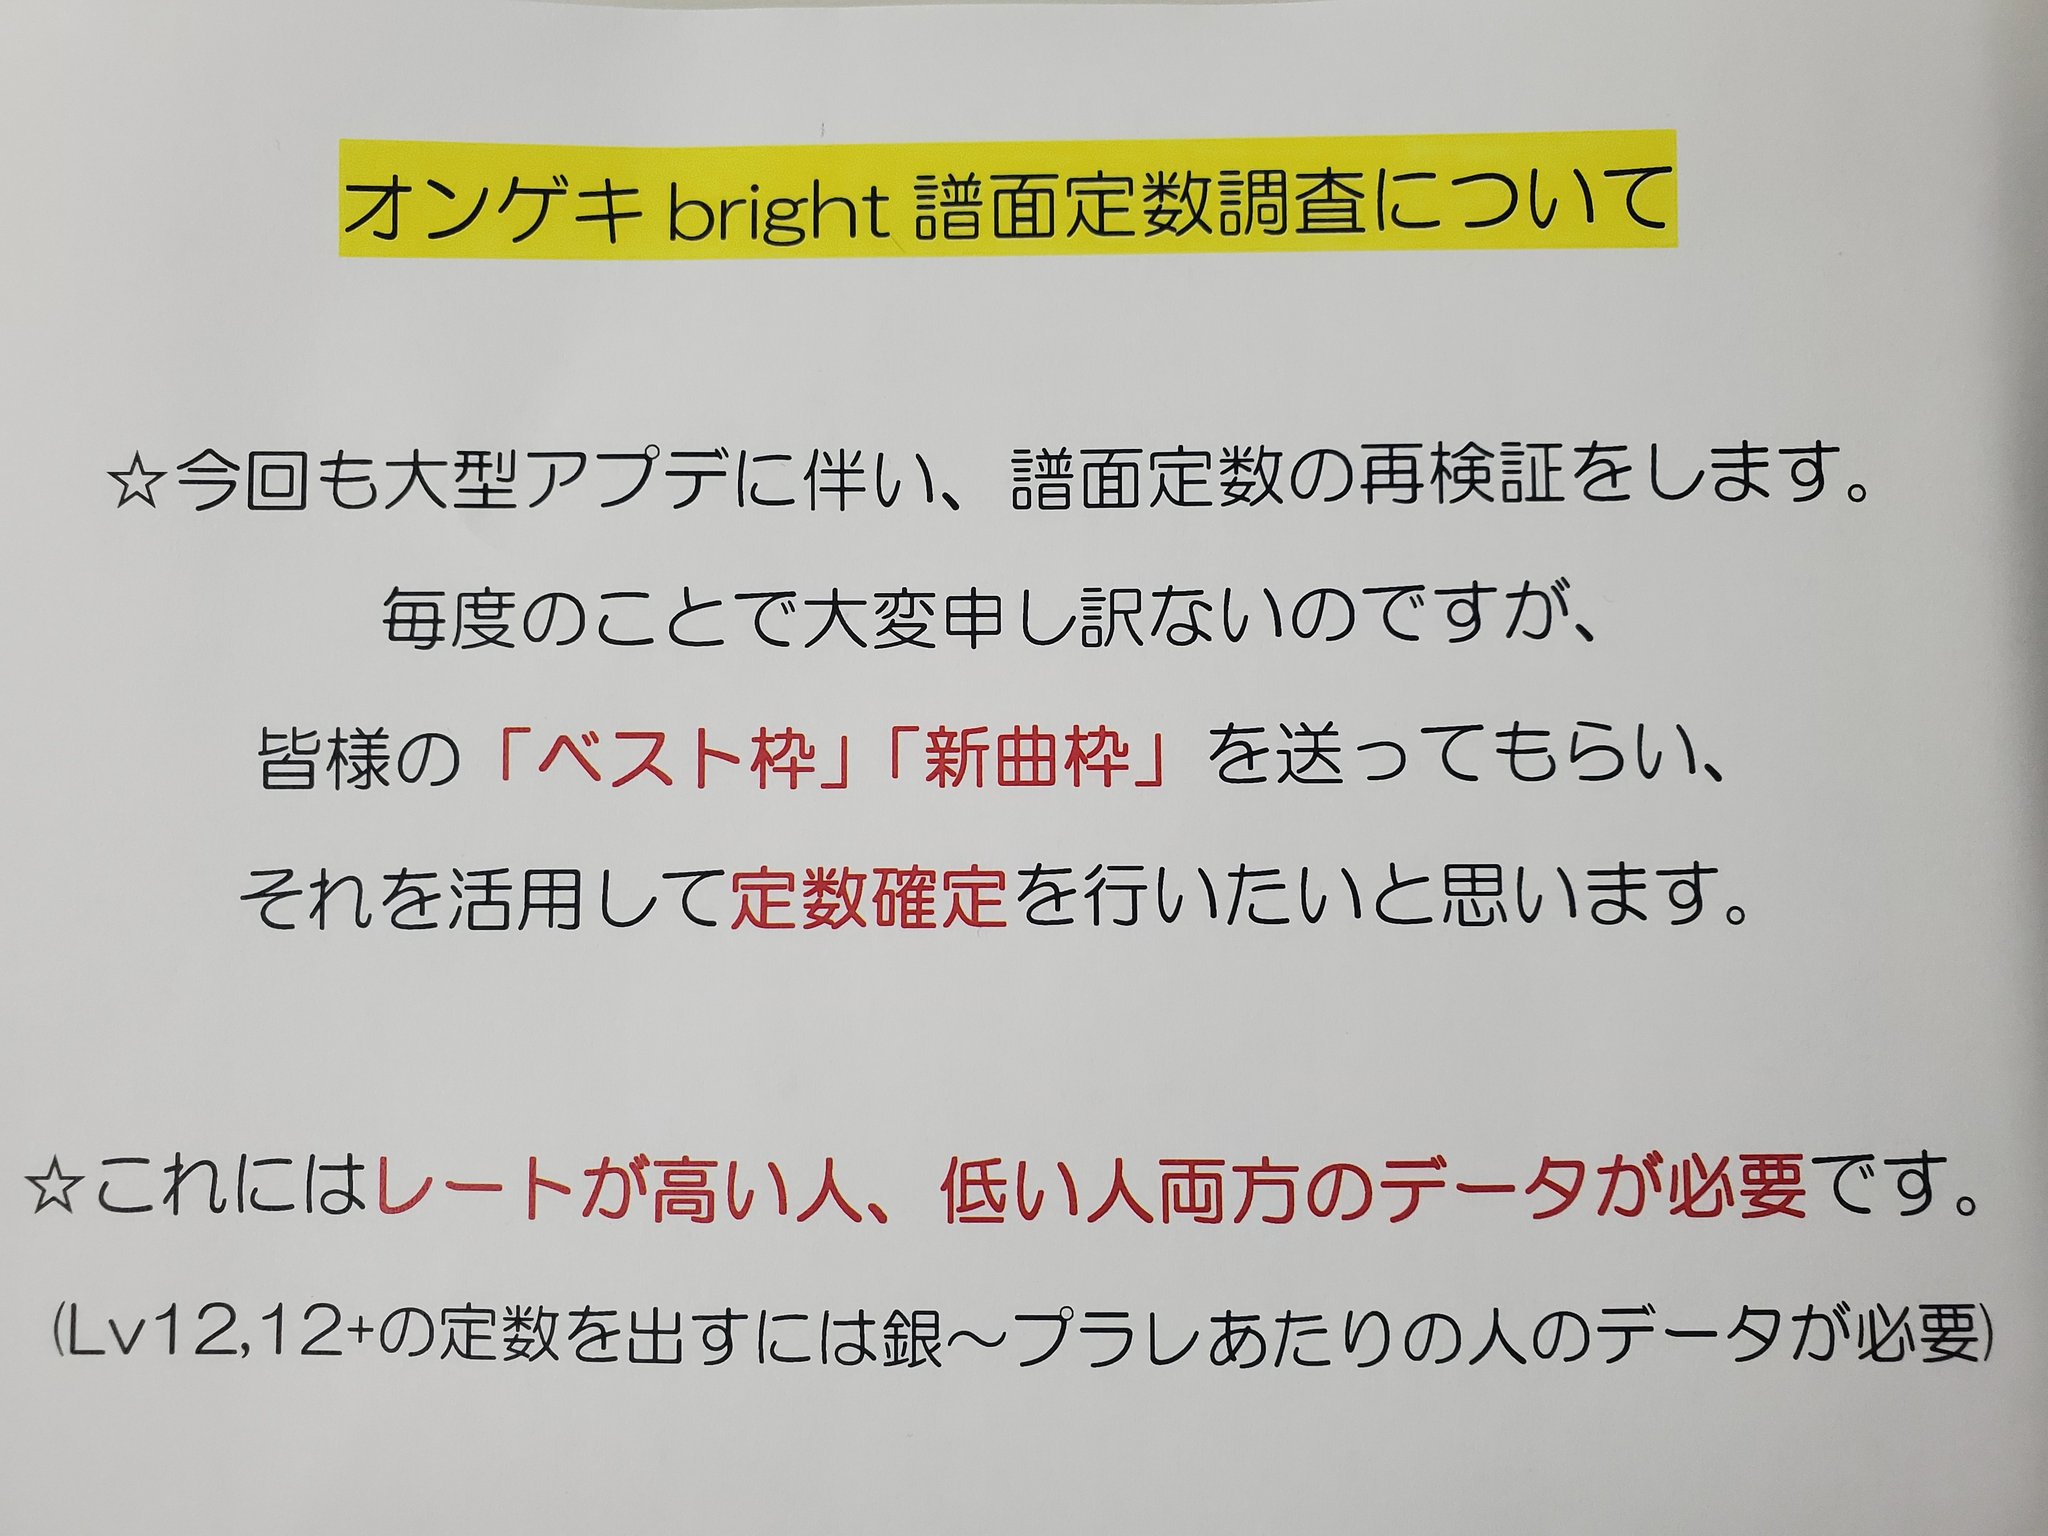 オンゲキbright譜面定数調査について
☆今回も大型アプデに伴い、譜面定数の再検証をします。
毎度のことで大変申し訳ないのですが、
皆様の「ベスト枠」「新曲枠」を送ってもらい、
それを活用して定数確定を行いたいと思います。
☆これにはレートが高い人、低い人両方のデータが必要です。
(Lv12,12+の定数を出すには銀～プラレあたりの人のデータが必要)